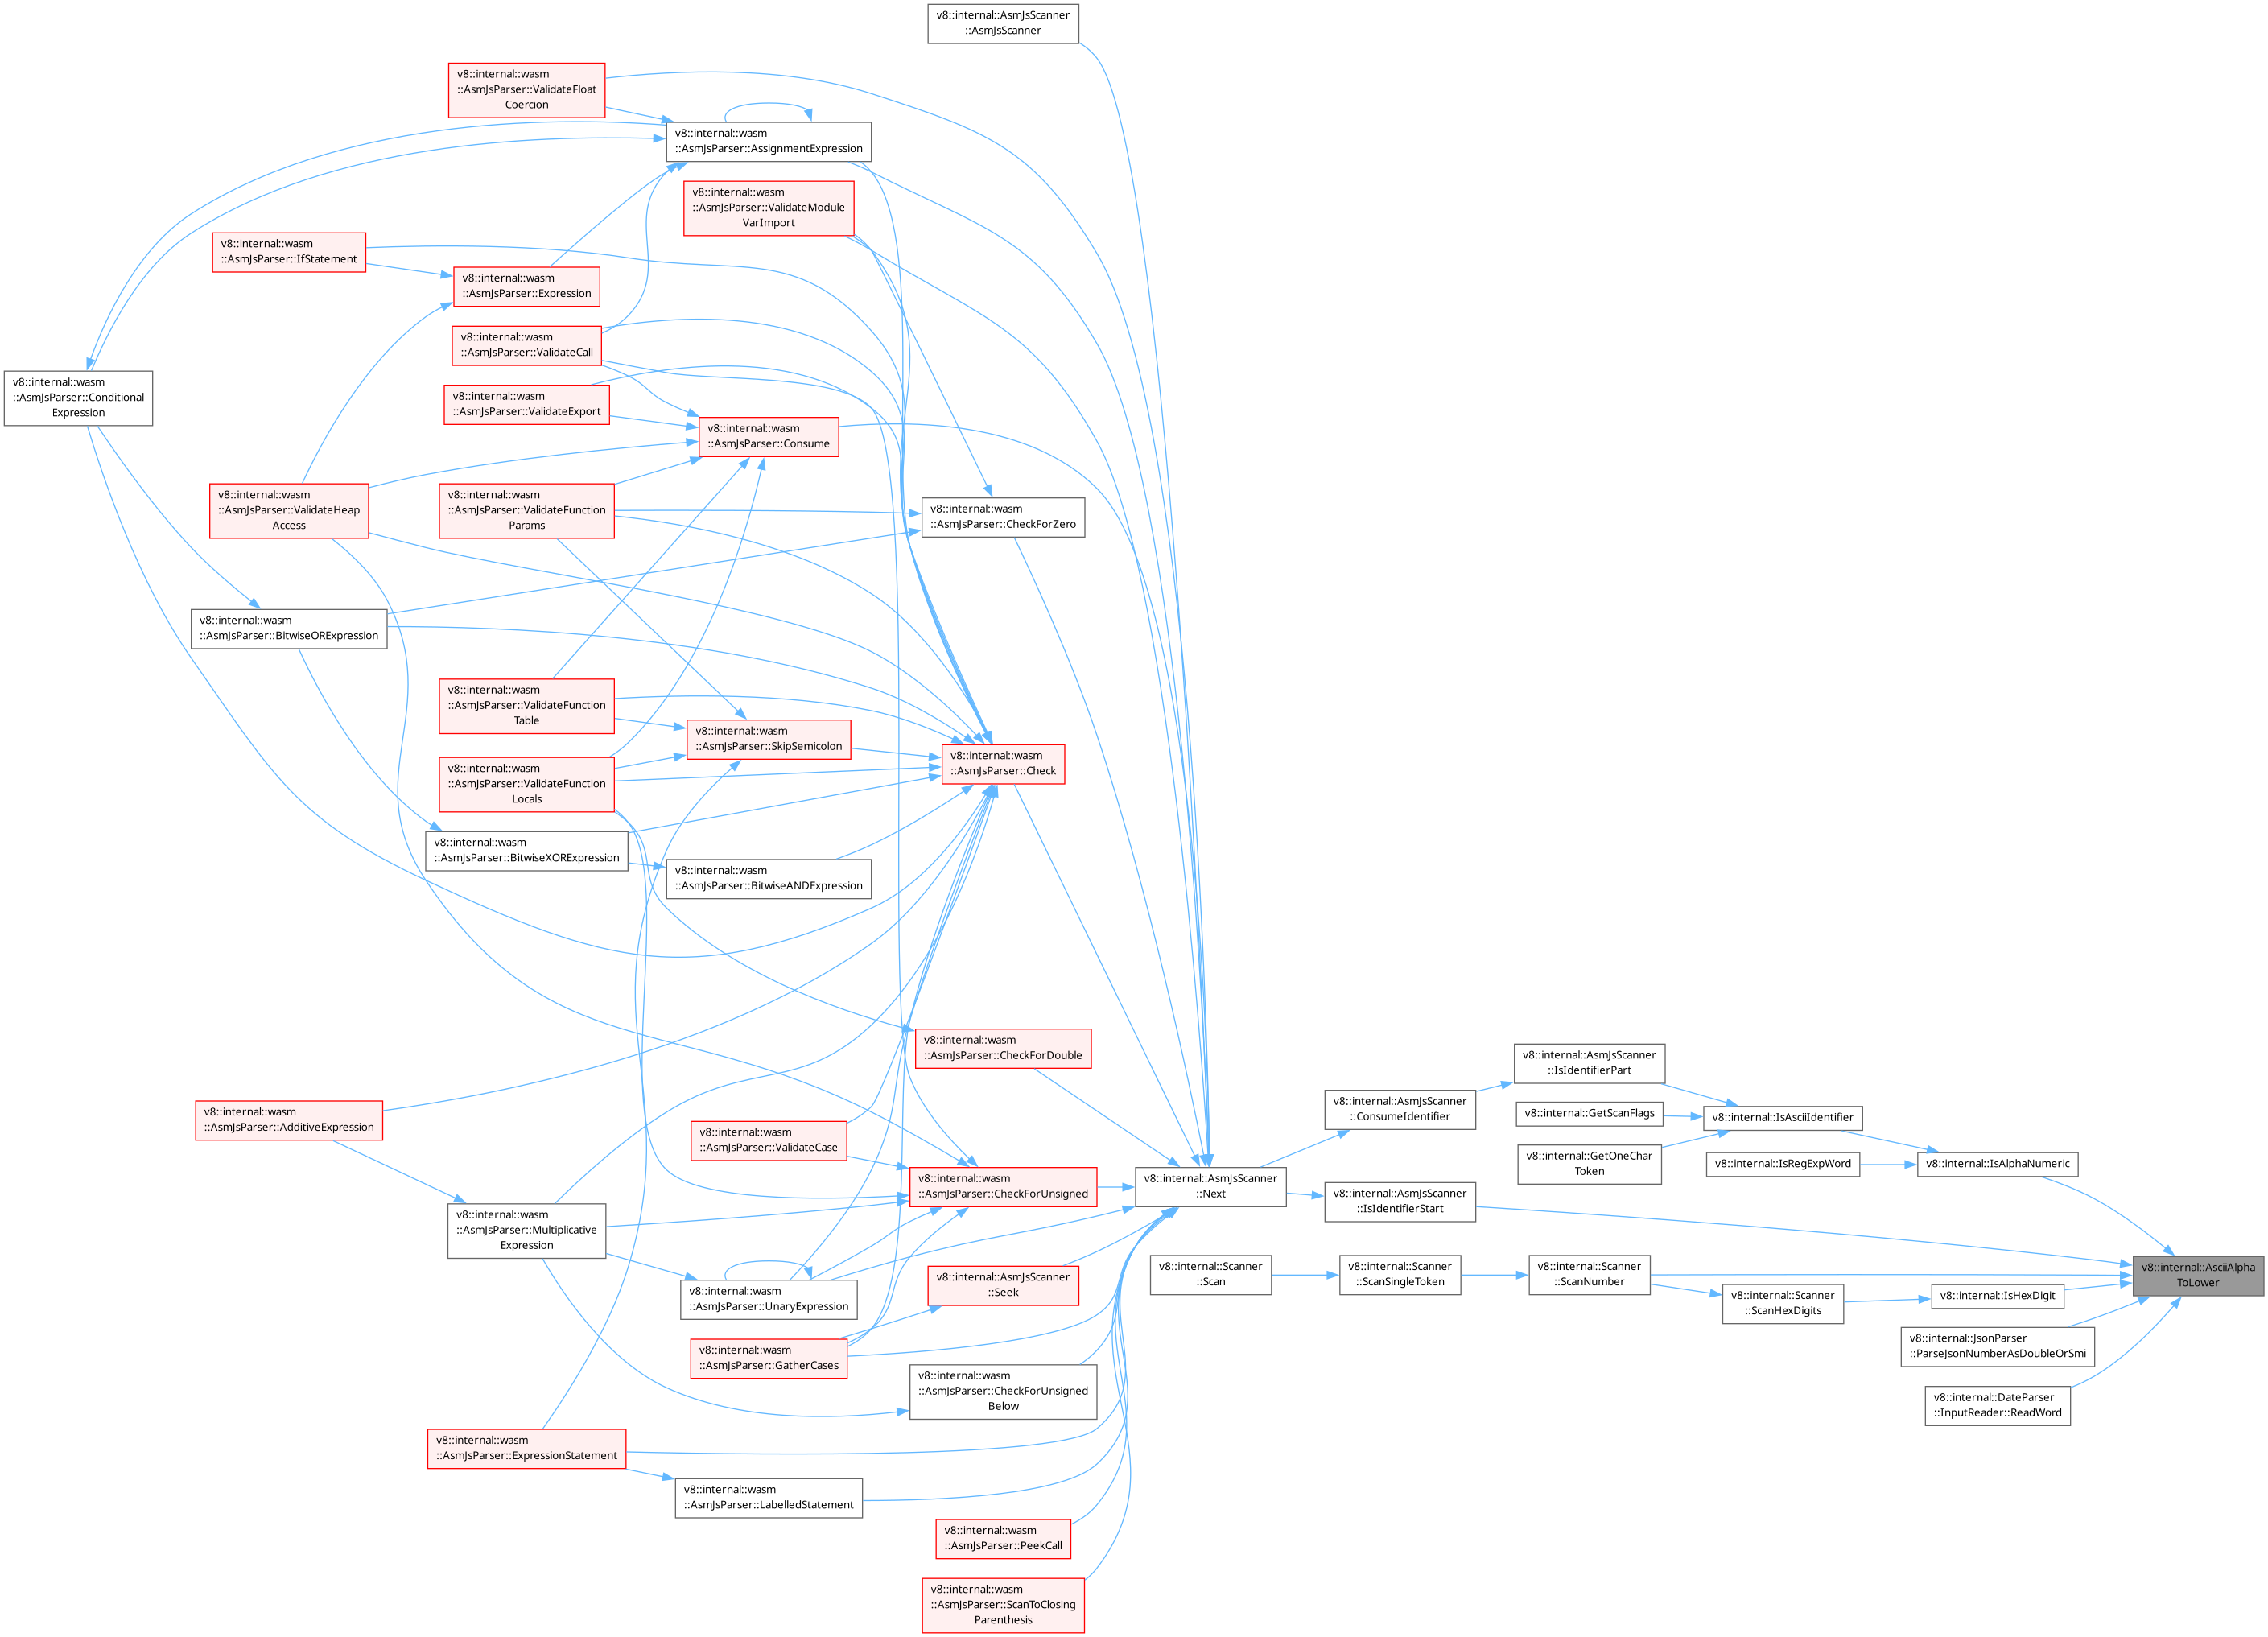 v8::internal::AsmJsScanner
::AsmJsScanner
v8::internal::wasm
::AsmJsParser::ValidateFloat
Coercion
v8::internal::wasm
::AsmJsParser::AssignmentExpression
v8::internal::wasm
::AsmJsParser::ValidateModule
VarImport
v8::internal::wasm
::AsmJsParser::IfStatement
v8::internal::wasm
::AsmJsParser::Expression
v8::internal::wasm
::AsmJsParser::ValidateCall
v8::internal::wasm
::AsmJsParser::Conditional
Expression
v8::internal::wasm
::AsmJsParser::ValidateExport
v8::internal::wasm
::AsmJsParser::Consume
v8::internal::wasm
::AsmJsParser::ValidateHeap
Access
v8::internal::wasm
::AsmJsParser::ValidateFunction
Params
v8::internal::wasm
::AsmJsParser::CheckForZero
v8::internal::wasm
::AsmJsParser::BitwiseORExpression
v8::internal::wasm
::AsmJsParser::ValidateFunction
Table
v8::internal::wasm
::AsmJsParser::SkipSemicolon
v8::internal::wasm
::AsmJsParser::Check
v8::internal::wasm
::AsmJsParser::ValidateFunction
Locals
v8::internal::wasm
::AsmJsParser::BitwiseXORExpression
v8::internal::wasm
::AsmJsParser::BitwiseANDExpression
v8::internal::wasm
::AsmJsParser::CheckForDouble
v8::internal::AsmJsScanner
::IsIdentifierPart
v8::internal::AsmJsScanner
::ConsumeIdentifier
v8::internal::GetScanFlags
v8::internal::IsAsciiIdentifier
v8::internal::wasm
::AsmJsParser::AdditiveExpression
v8::internal::wasm
::AsmJsParser::ValidateCase
v8::internal::GetOneChar
Token
v8::internal::IsRegExpWord
v8::internal::IsAlphaNumeric
v8::internal::wasm
::AsmJsParser::CheckForUnsigned
v8::internal::AsmJsScanner
::Next
v8::internal::AsmJsScanner
::IsIdentifierStart
v8::internal::wasm
::AsmJsParser::Multiplicative
Expression
v8::internal::Scanner
::Scan
v8::internal::Scanner
::ScanSingleToken
v8::internal::Scanner
::ScanNumber
v8::internal::AsciiAlpha
ToLower
v8::internal::wasm
::AsmJsParser::UnaryExpression
v8::internal::AsmJsScanner
::Seek
v8::internal::Scanner
::ScanHexDigits
v8::internal::IsHexDigit
v8::internal::wasm
::AsmJsParser::GatherCases
v8::internal::JsonParser
::ParseJsonNumberAsDoubleOrSmi
v8::internal::wasm
::AsmJsParser::CheckForUnsigned
Below
v8::internal::DateParser
::InputReader::ReadWord
v8::internal::wasm
::AsmJsParser::ExpressionStatement
v8::internal::wasm
::AsmJsParser::LabelledStatement
v8::internal::wasm
::AsmJsParser::PeekCall
v8::internal::wasm
::AsmJsParser::ScanToClosing
Parenthesis